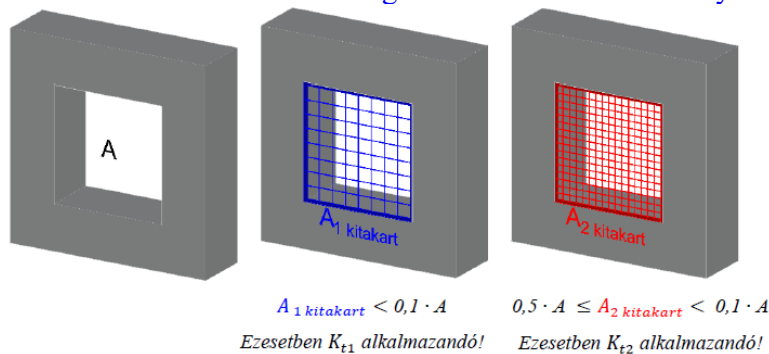 A
A1 kitakart
A2 kitakart
A 1 kitakart < 0,1 · A
0,5 · A ≤ A2 kitakart < 0,1 · A
Ezesetben Kt1 alkalmazandó!
Ezesetben Kt2 alkalmazandó!